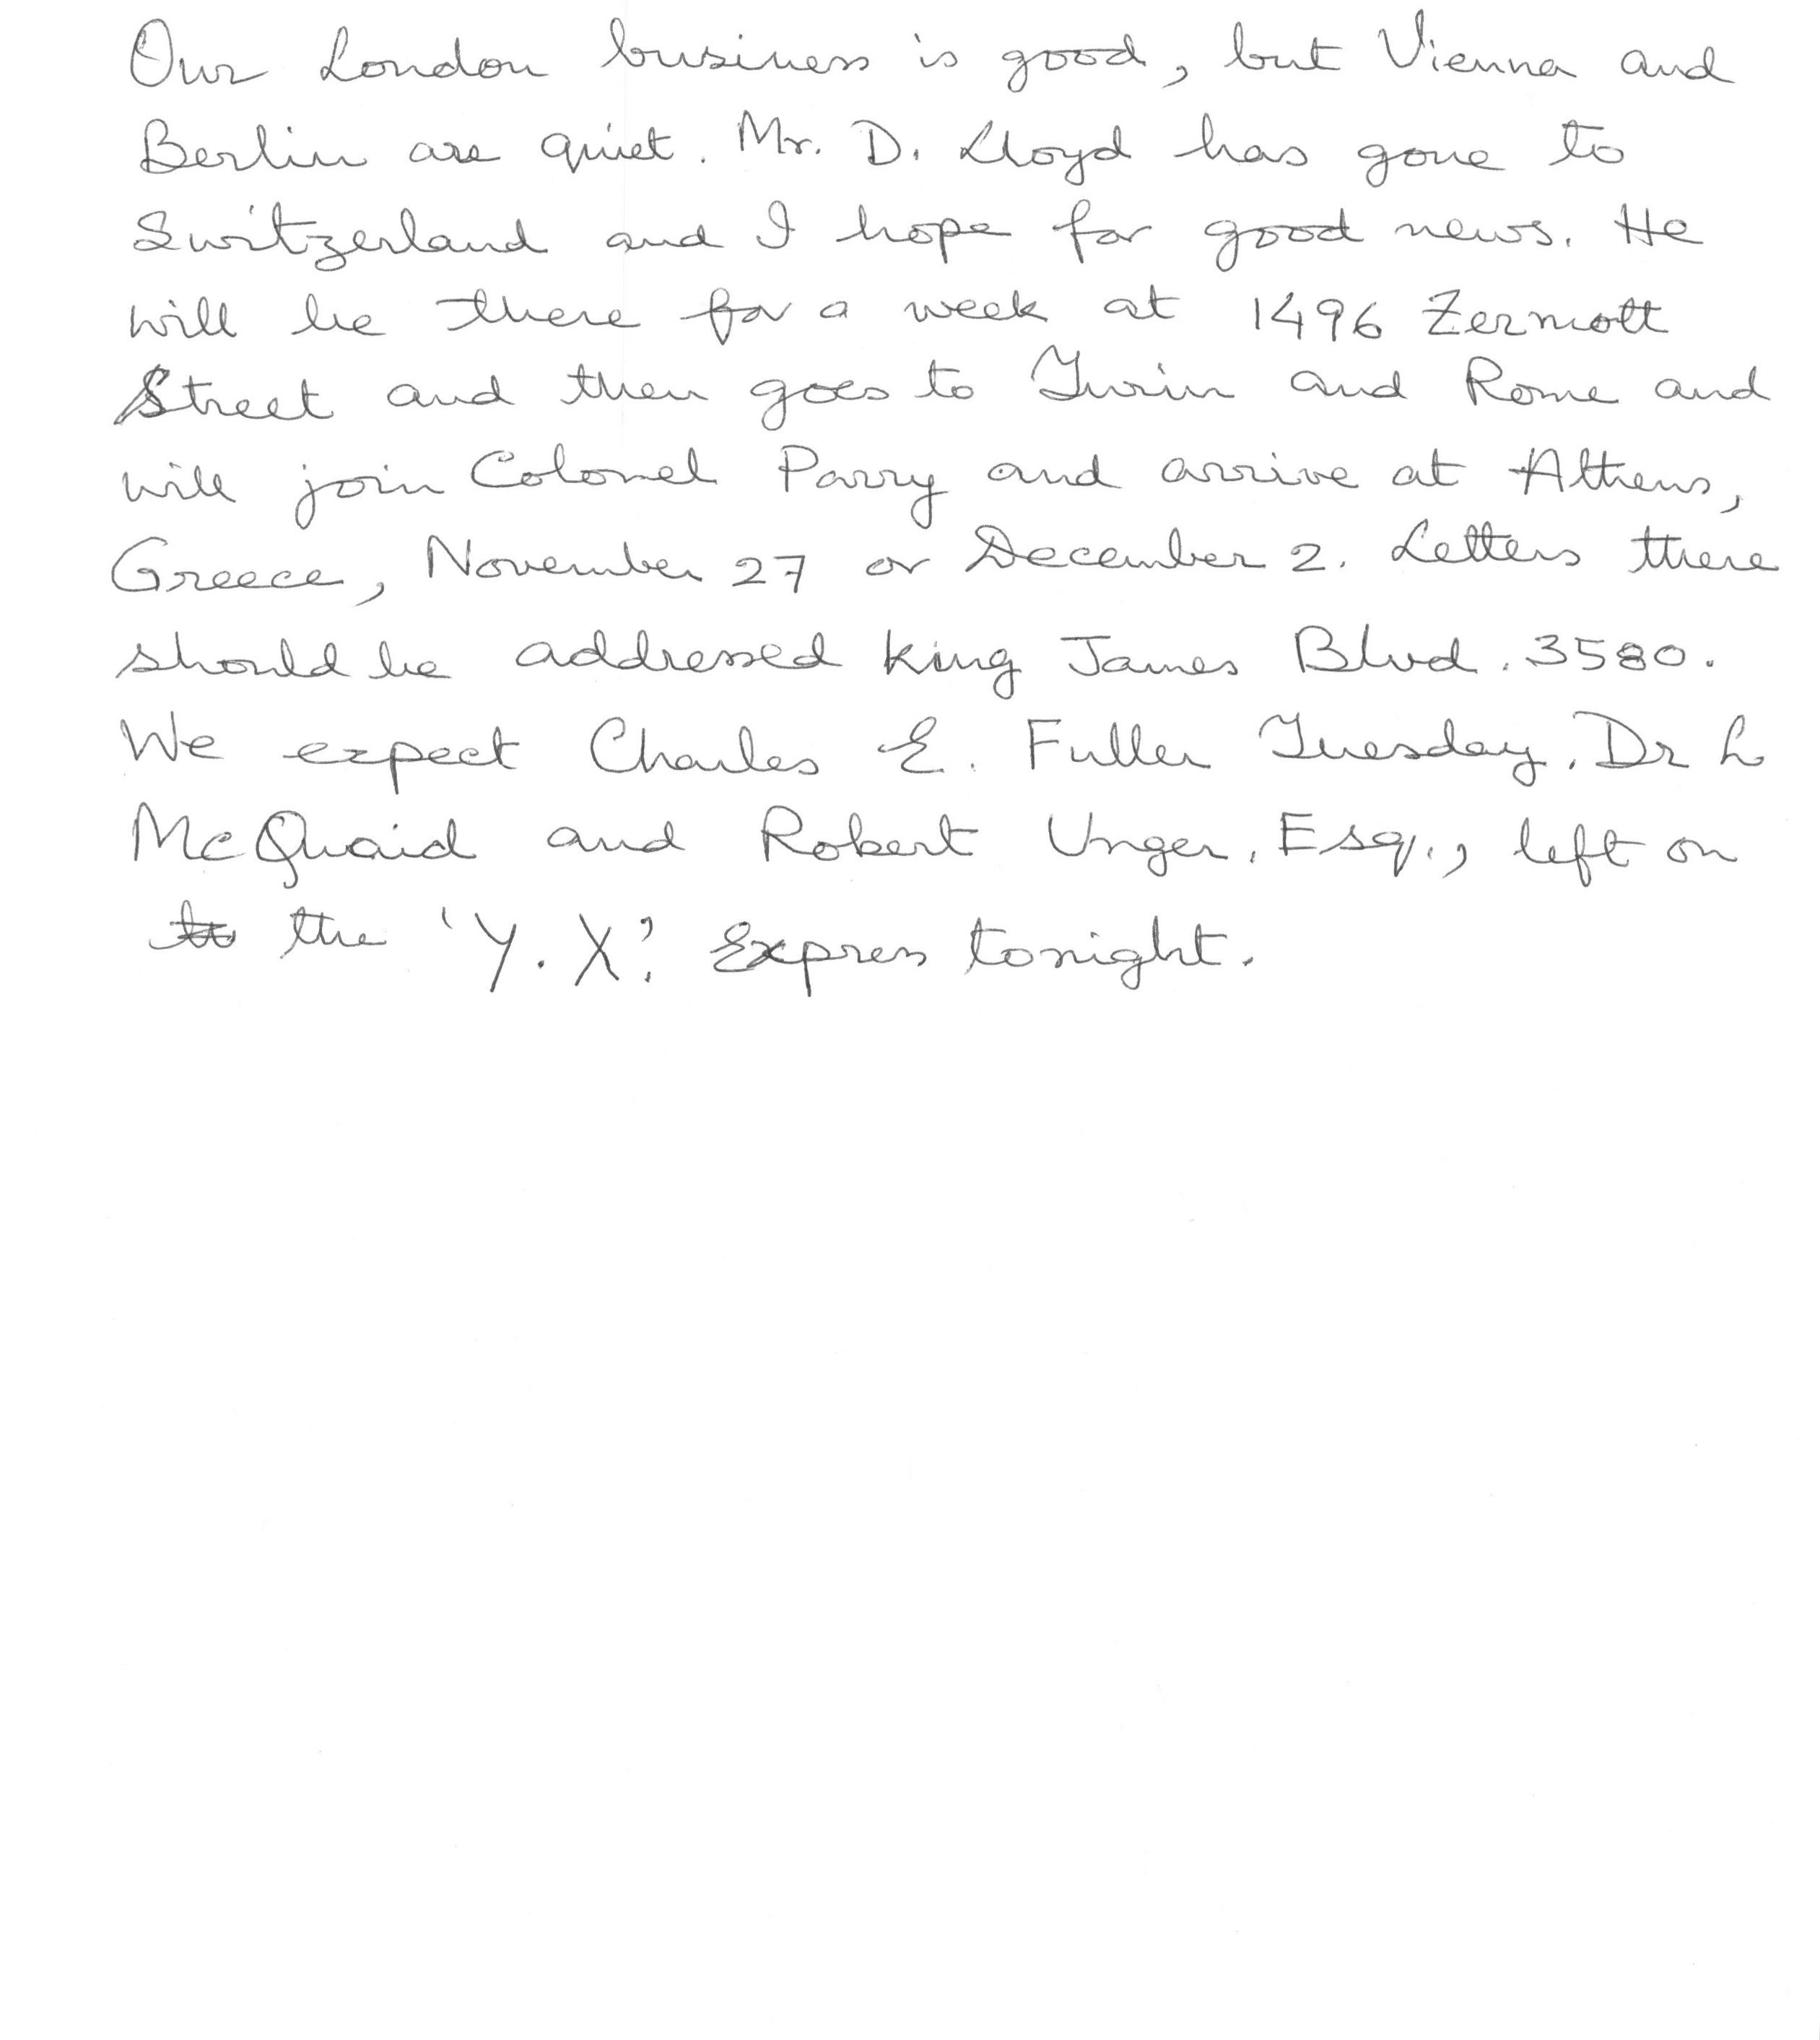 Our London business is good, but Vienna and
Berlin are quiet. Mr. D. Lloyd has gone to
Switzerland and I hope for good news. He
will be there for a week at 1496 Zermott
Street and then goes to Turin and Rome and
will join Colonel Parry and arrive at Athens,
Greece, November 27 or December 2. Letters there
should be addressed King James Blvd. 3580.
We expect Charles E. Fuller Tuesday. Dr L
McQuaid and Robert Unger, Esq., left on
the 'Y. X.' Express tonight.